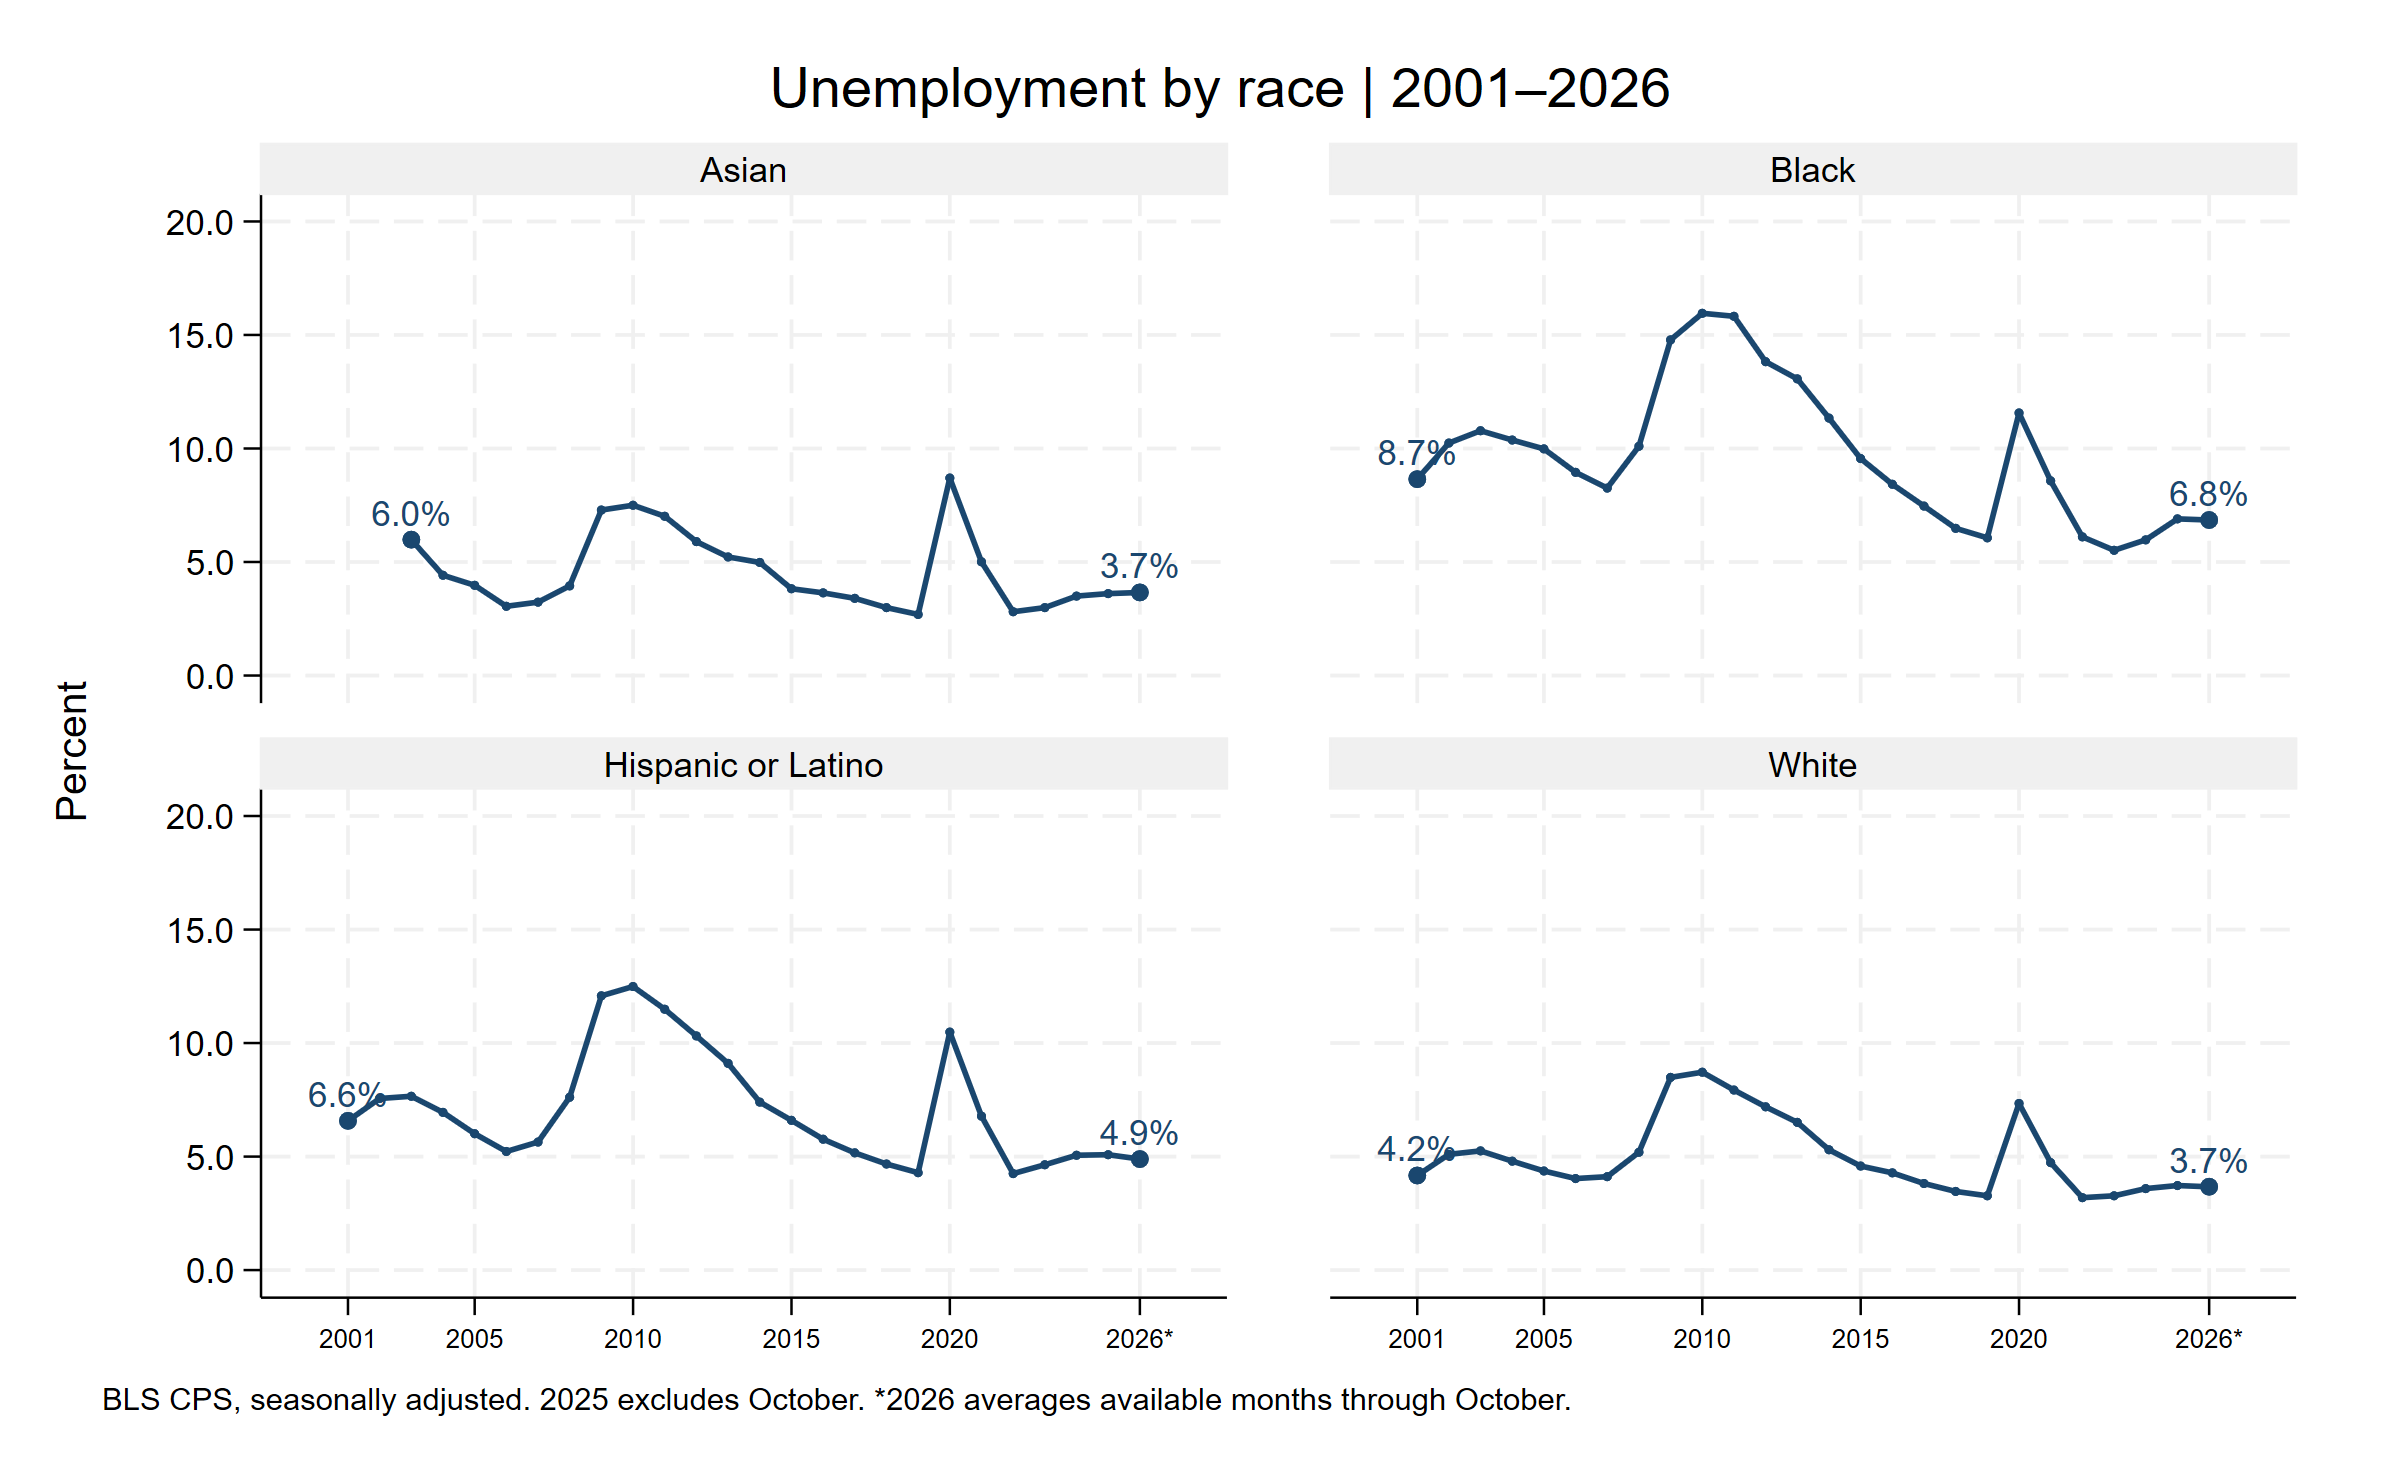 Unemployment by race | 2001–2026
Asian
Black
20.0
15.0
10.0
5.0
0.0
6.0%
3.7%
8.7%
6.8%
Percent
Hispanic or Latino
White
20.0
15.0
10.0
5.0
0.0
6.6%
4.9%
4.2%
3.7%
2001 2005 2010 2015 2020 2026*
2001 2005 2010 2015 2020 2026*
BLS CPS, seasonally adjusted. 2025 excludes October. *2026 averages available months through October.